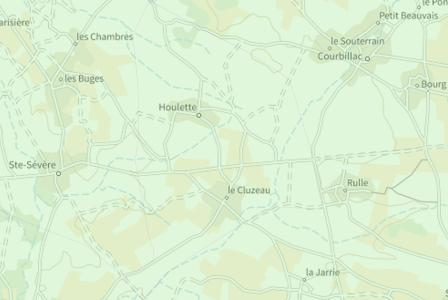 le Pon
Petit Beauvais
arisière
les Chambres
le Souterrain
Courbillac
les Buges
Bourg
Houlette
Ste-Sévère
Rulle
le Cluzeau
la Jarrie